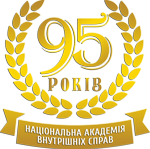 95
РОКІВ
НАЦІОНАЛЬНА АКАДЕМІЯ
ВНУТРІШНІХ СПРАВ